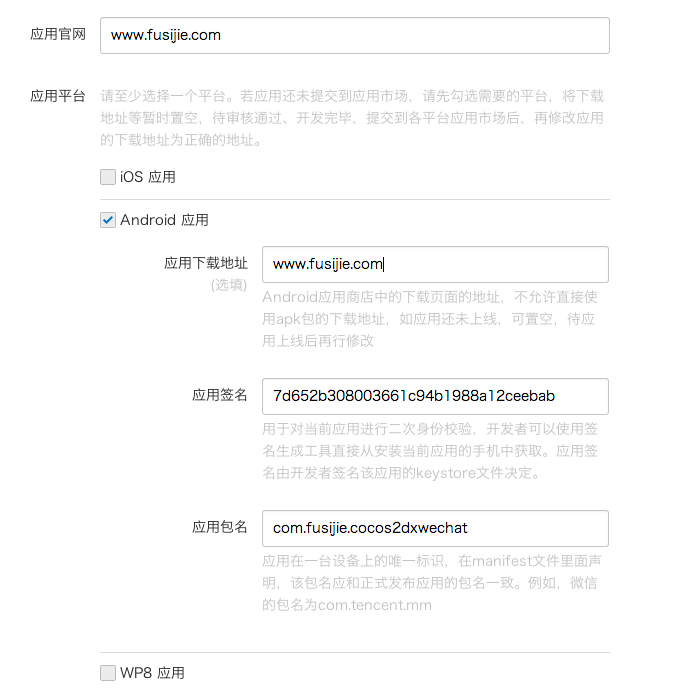 应用官网 www.fusijie.com
应用平台 请至少选择一个平台。若应用还未提交到应用市场，请先勾选需要的平台，将下载
地址等暂时置空，待审核通过、开发完毕，提交到各平台应用市场后，再修改应用
的下载地址为正确的地址。
iOS 应用
Android 应用
应用下载地址 www.fusijie.com
(选填)
Android应用商店中的下载页面的地址，不允许直接使
用apk包的下载地址，如应用还未上线，可置空，待应
用上线后再行修改
应用签名 7d652b308003661c94b1988a12ceebab
用于对当前应用进行二次身份校验，开发者可以使用签
名生成工具直接从安装当前应用的手机中获取。应用签
名由开发者签名该应用的keystore文件决定。
应用包名 com.fusijie.cocos2dxwechat
应用在一台设备上的唯一标识，在manifest文件里面声
明，该包名应和正式发布应用的包名一致。例如，微信
的包名为com.tencent.mm
WP8 应用